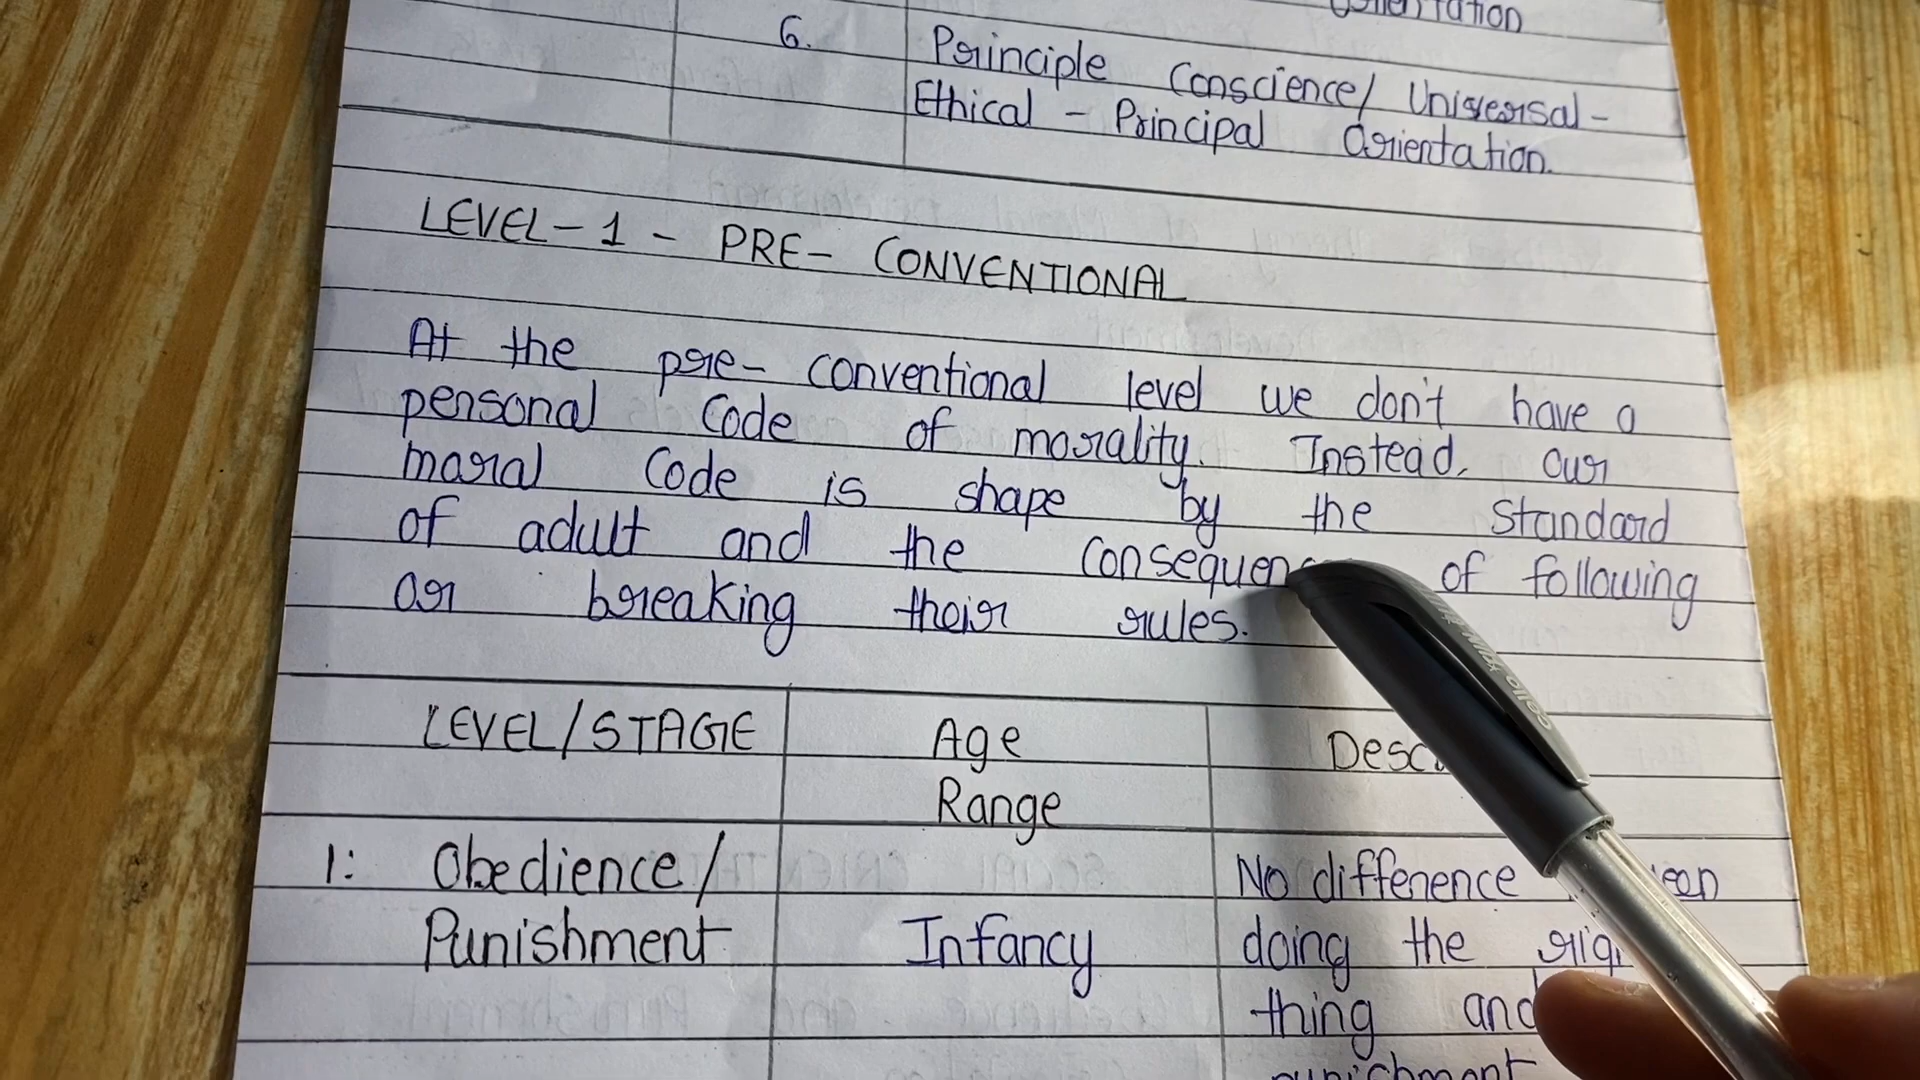 6. Principle Conscience/ Universal-
Ethical - Principal Orientation.
LEVEL-1 - PRE- CONVENTIONAL
At the pre- conventional level we don't have a
personal Code of morality. Instead, our
moral Code is shape by the Standard
of adult and the of following
or breaking their rules.
LEVEL/STAGE Age
Range
1: Obedience/ No difference
Punishment Infancy doing the
thing and
punishment